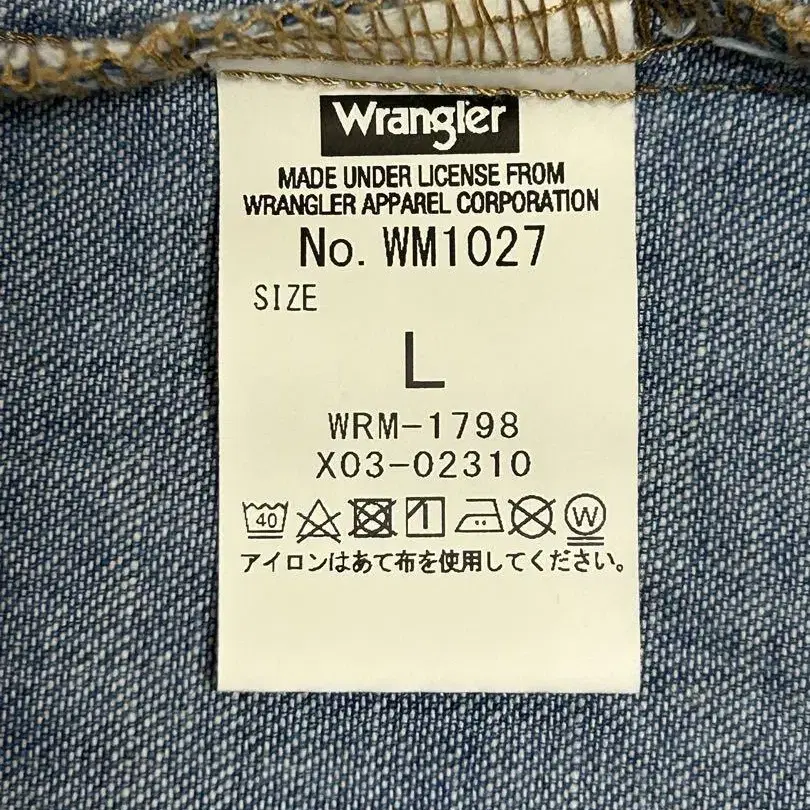 Wrangler
MADE UNDER LICENSE FROM
WRANGLER APPAREL CORPORATION
No. WM1027
SIZE
L
WRM-1798
X03-02310
40 W
アイロンはあて布を使用してください。